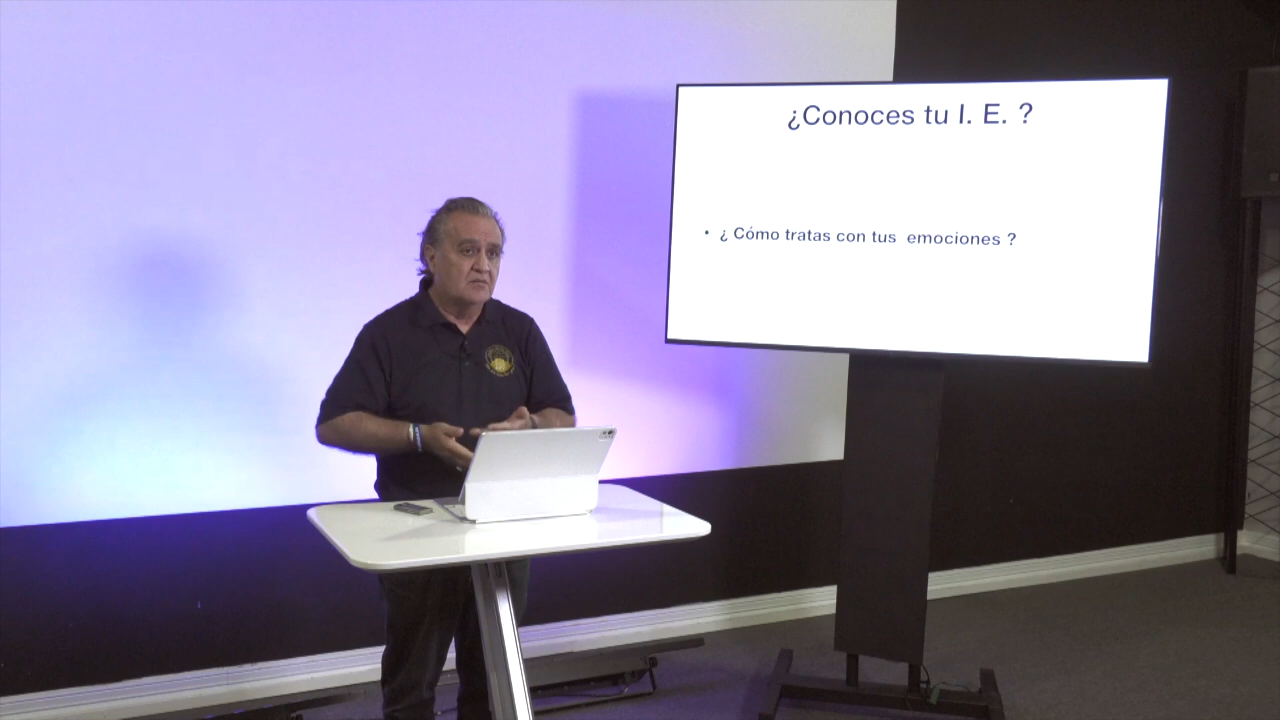 ¿Conoces tu I. E. ?
• ¿ Cómo tratas con tus  emociones ?